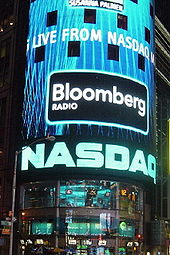 SUSANNA PALMER
LIVE FROM NASDAQ M
Bloomberg
RADIO
NASDAQ